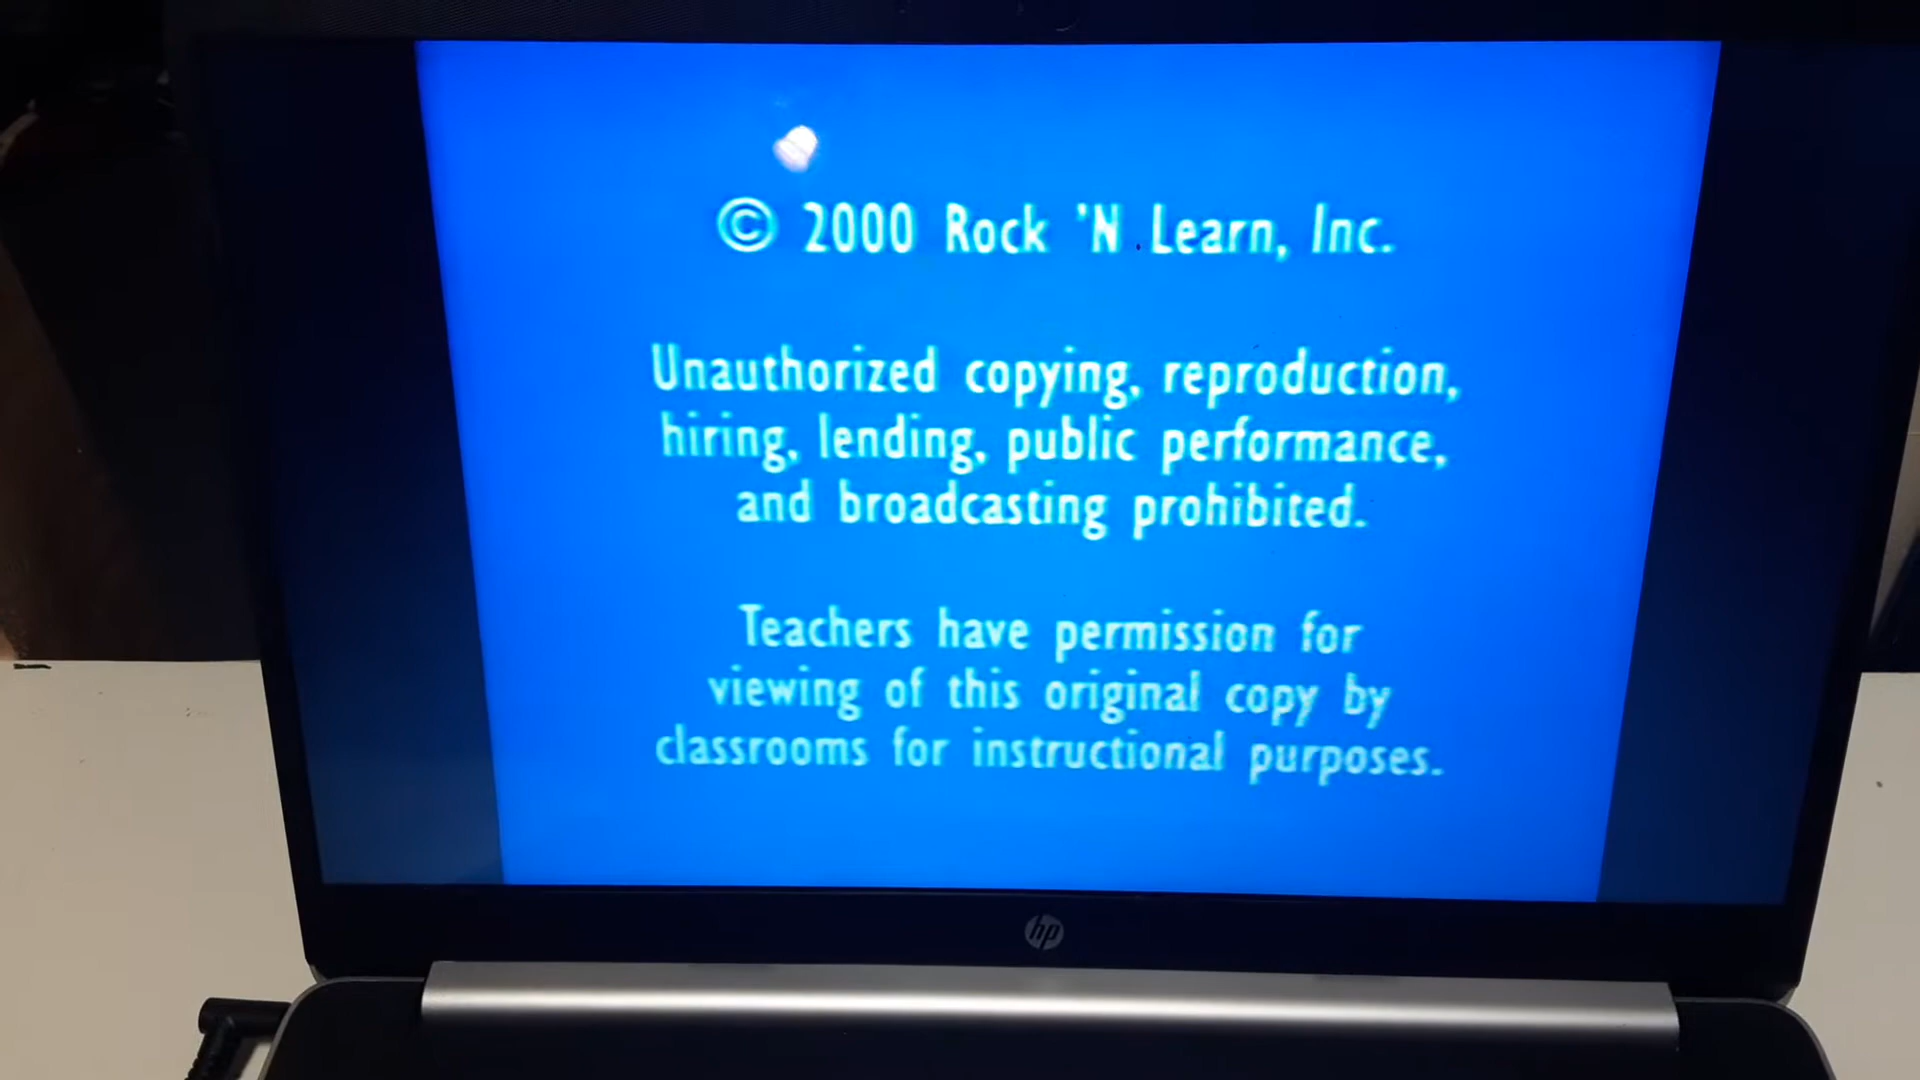 © 2000 Rock 'N Learn, Inc.
Unauthorized copying, reproduction,
hiring, lending, public performance,
and broadcasting prohibited.
Teachers have permission for
viewing of this original copy by
classrooms for instructional purposes.
hp